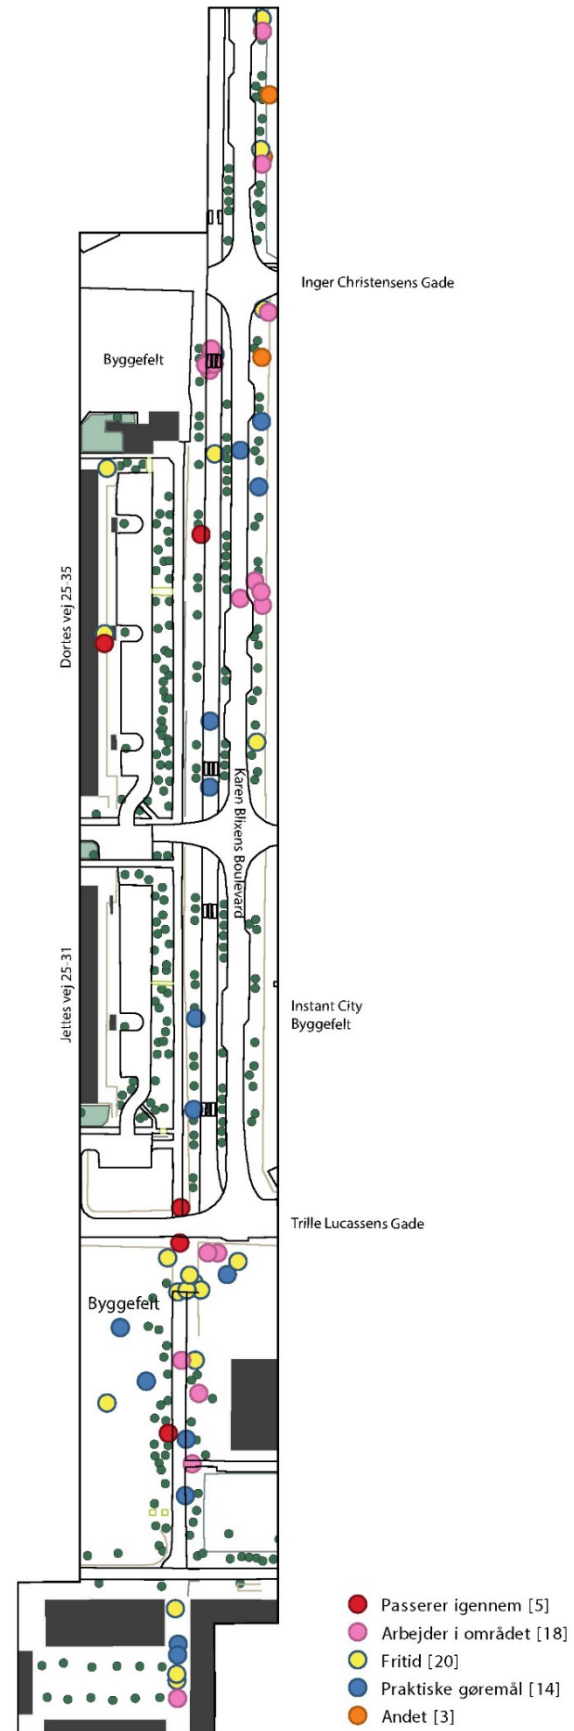 Inger Christensens Gade
Byggefelt
Dortes vej 25-35
Karen Blixens Boulevard
Jettes vej 25-31
Instant City
Byggefelt
Trille Lucassens Gade
Byggefelt
Passerer igennem [5]
Arbejder i området [18]
Fritid [20]
Praktiske gøremål [14]
Andet [3]